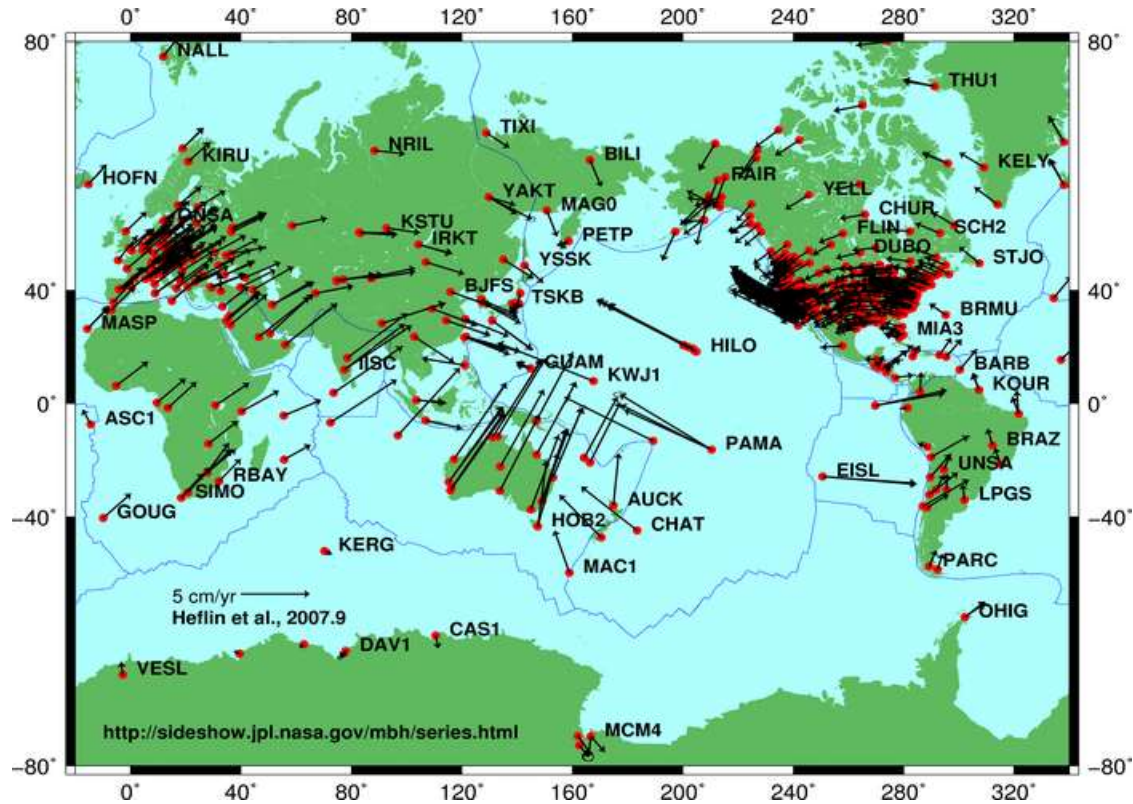 0° 40° 80° 120° 160° 200° 240° 280° 320°
80° 80°
NALL
THU1
TIXI
NRIL
BILI
KIRU
KELY
HOFN
FAIR
YAKT
YELL
MAG0
ONSA
CHUR
KSTU
SCH2
FLIN
PETP
IRKT
DUBO
YSSK
STJO
40° 40°
BJFS
TSKB
BRMU
MASP
MIA3
HILO
IISC
GUAM
BARB
KWJ1
KOUR
0° 0°
ASC1
PAMA
BRAZ
UNSA
EISL
RBAY
SIMO
LPGS
AUCK
GOUG
HOB2
−40° −40°
CHAT
KERG
PARC
MAC1
5 cm/yr
Heflin et al., 2007.9
OHIG
CAS1
DAV1
VESL
http://sideshow.jpl.nasa.gov/mbh/series.html
MCM4
−80° −80°
0° 40° 80° 120° 160° 200° 240° 280° 320°